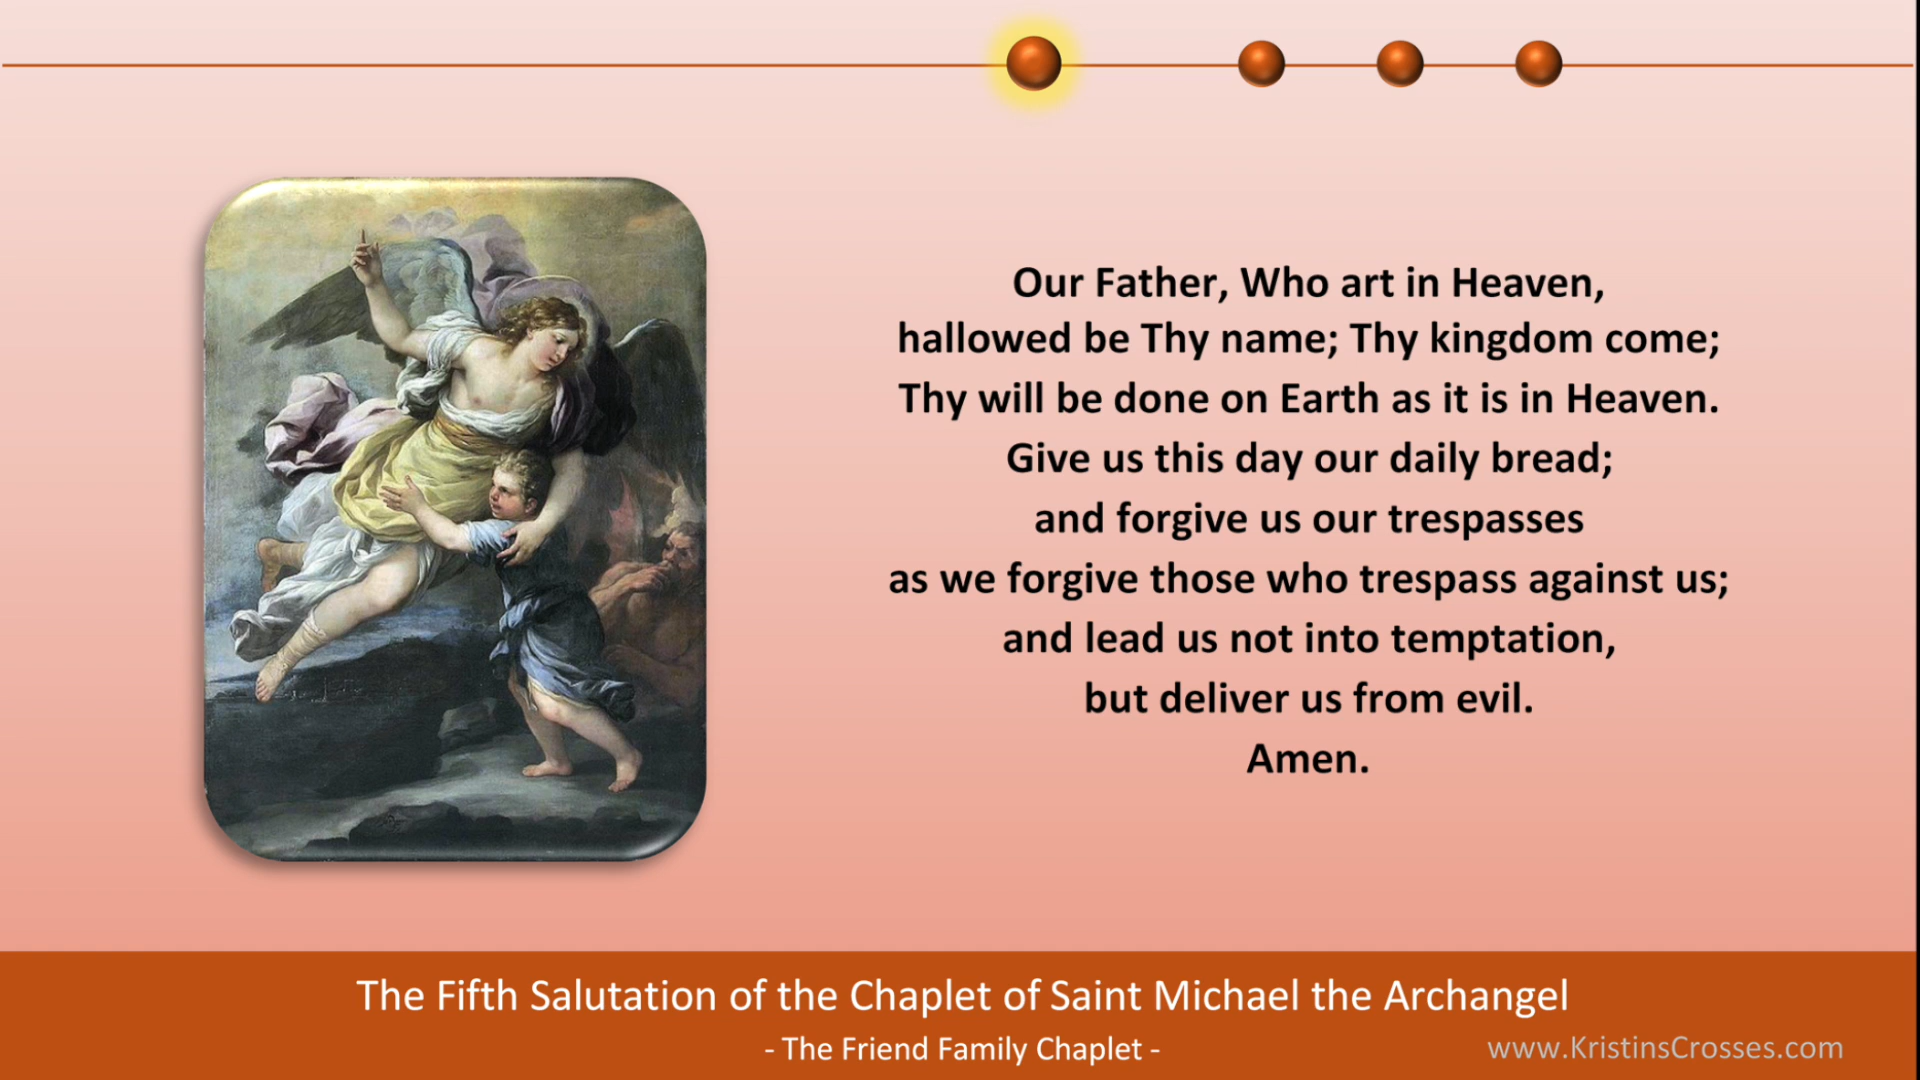 Our Father, Who art in Heaven,
hallowed be Thy name; Thy kingdom come;
Thy will be done on Earth as it is in Heaven.
Give us this day our daily bread;
and forgive us our trespasses
as we forgive those who trespass against us;
and lead us not into temptation,
but deliver us from evil.
Amen.
The Fifth Salutation of the Chaplet of Saint Michael the Archangel
- The Friend Family Chaplet -
www.KristinsCrosses.com